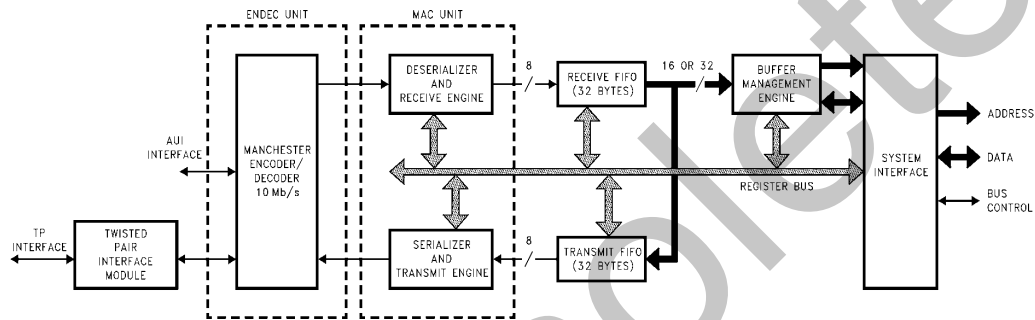 ENDEC UNIT
MAC UNIT
8
16 OR 32
DESERIALIZER
AND
RECEIVE ENGINE
RECEIVE FIFO
(32 BYTES)
BUFFER
MANAGEMENT
ENGINE
ADDRESS
AUI
INTERFACE
MANCHESTER
ENCODER/
DECODER
10 Mb/s
SYSTEM
INTERFACE
DATA
REGISTER BUS
BUS
CONTROL
TP
INTERFACE
TWISTED
PAIR
INTERFACE
MODULE
SERIALIZER
AND
TRANSMIT ENGINE
8
TRANSMIT FIFO
(32 BYTES)